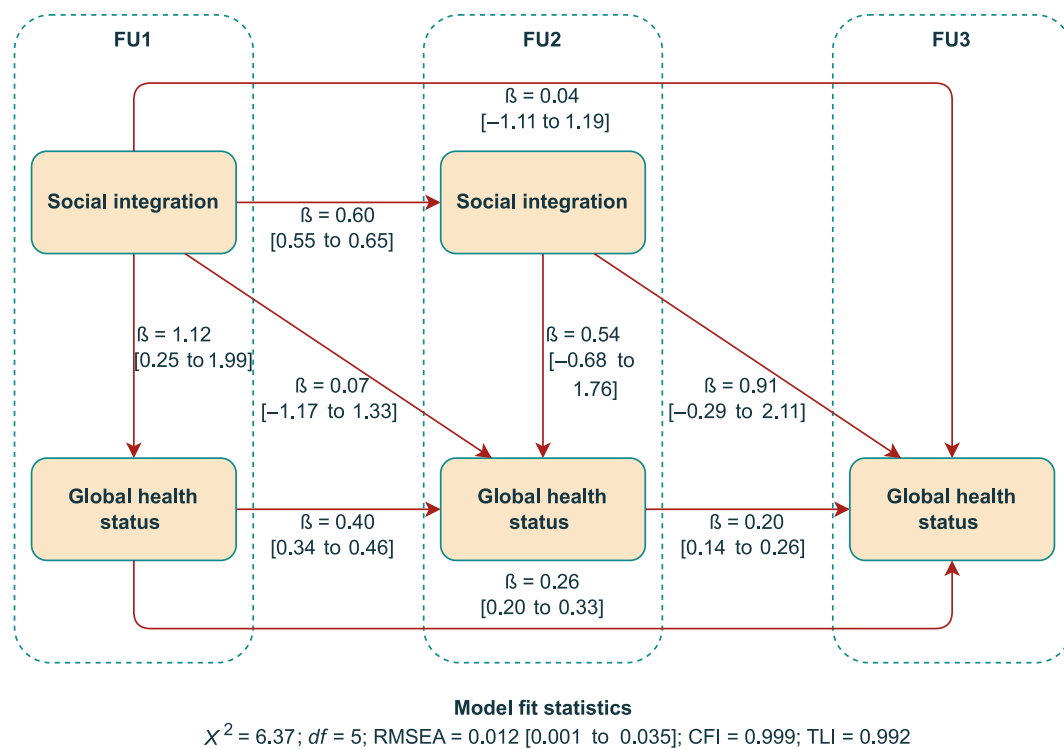 FU1
FU2
FU3
ß = 0.04
[−1.11 to 1.19]
Social integration
Social integration
ß = 0.60
[0.55 to 0.65]
ß = 1.12
[0.25 to 1.99]
ß = 0.54
[−0.68 to
1.76]
ß = 0.07
[−1.17 to 1.33]
ß = 0.91
[−0.29 to 2.11]
Global health
status
Global health
status
Global health
status
ß = 0.40
[0.34 to 0.46]
ß = 0.20
[0.14 to 0.26]
ß = 0.26
[0.20 to 0.33]
Model fit statistics
X² = 6.37; df = 5; RMSEA = 0.012 [0.001 to 0.035]; CFI = 0.999; TLI = 0.992